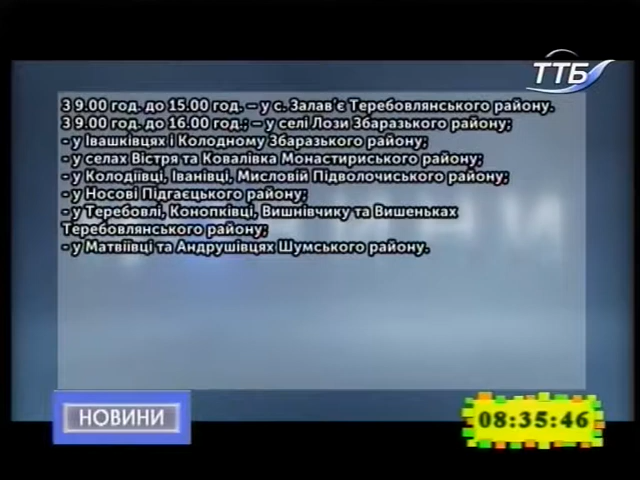 ТТБ
З 9.00 год. до 15.00 год. – у с. Залав'є Теребовлянського району.
З 9.00 год. до 16.00 год.; – у селі Лози Збаразького району;
- у Івашківцях і Колодному Збаразького району;
- у селах Вістря та Ковалівка Монастириського району;
- у Колодіївці, Іванівці, Мисловій Підволочиського району;
- у Носові Підгаєцького району;
- у Теребовлі, Конопківці, Вишнівчику та Вишеньках
Теребовлянського району;
- у Матвіївці та Андрушівцях Шумського району.
НОВИНИ
08:35:46